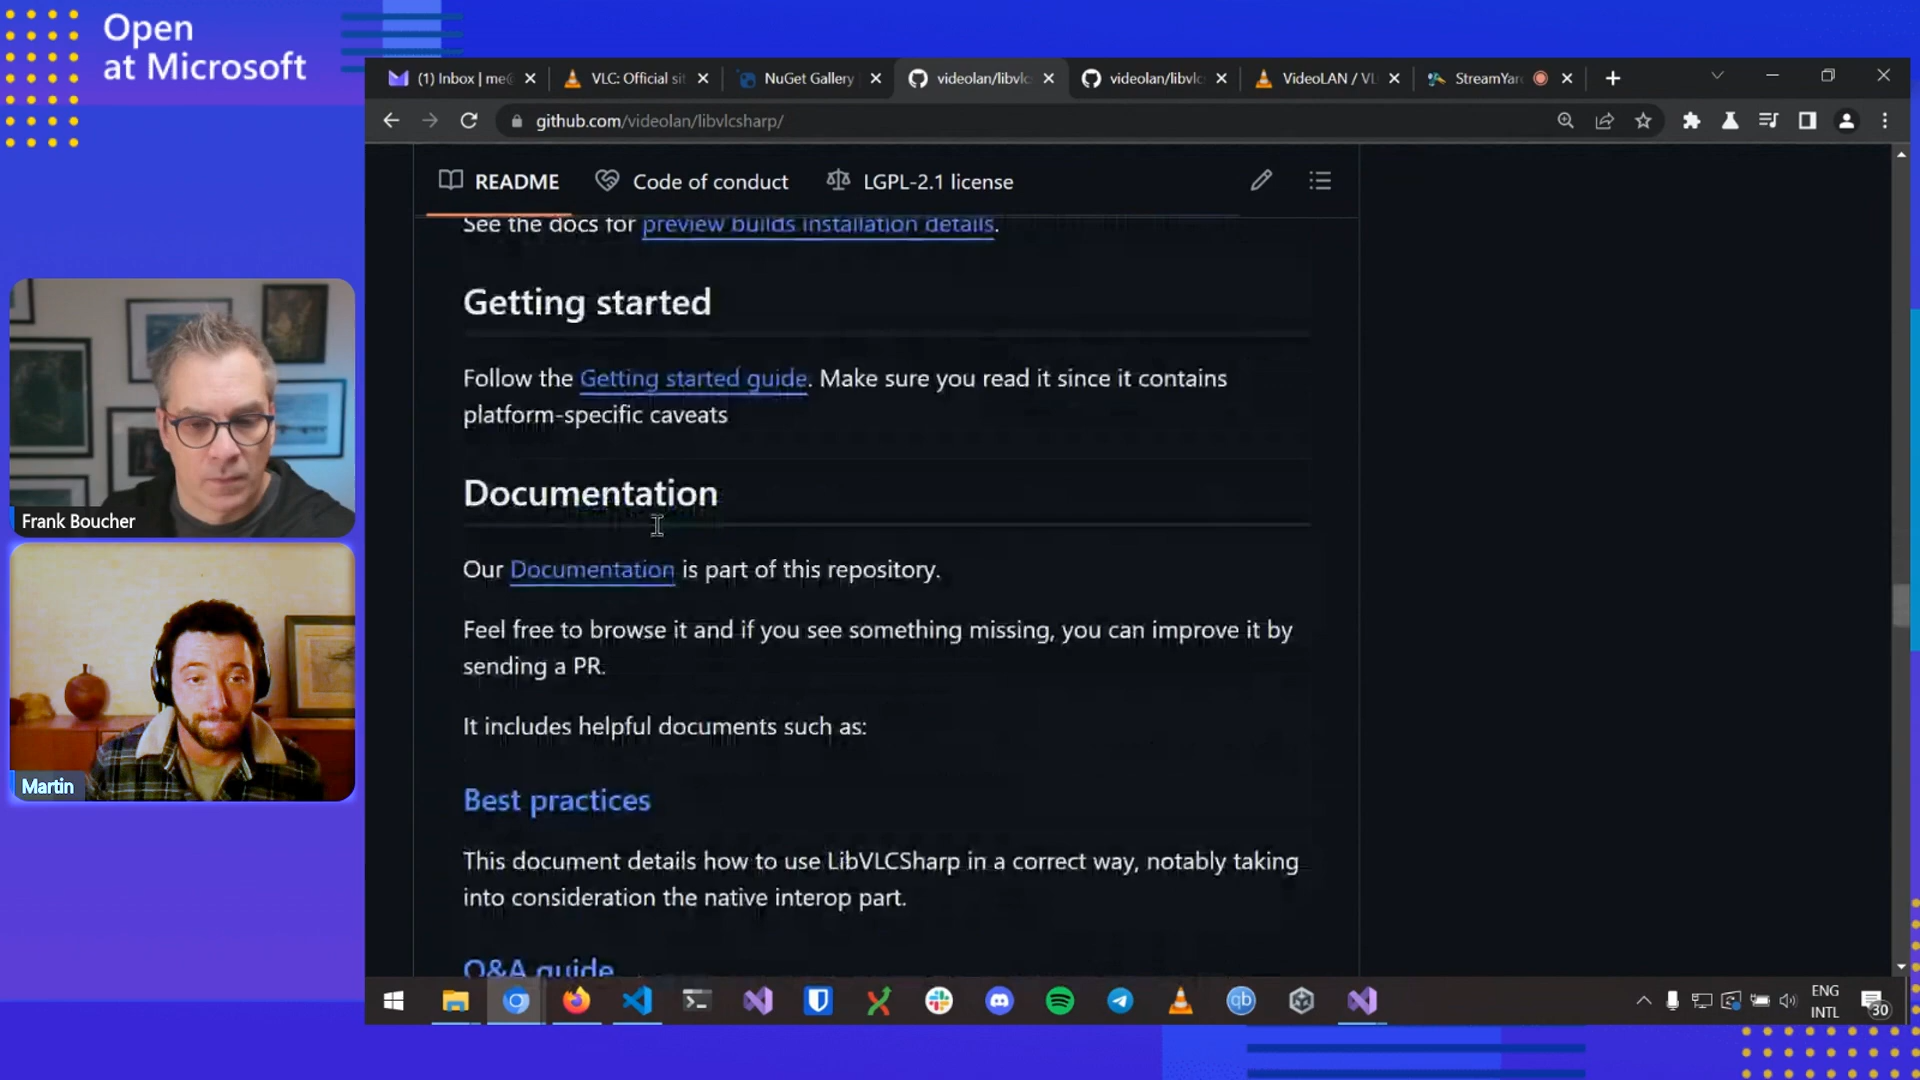 Open
at Microsoft
(1) Inbox | me@
VLC: Official sit
NuGet Gallery
videolan/libvlc
videolan/libvlc
VideoLAN / VL
StreamYar
github.com/videolan/libvlcsharp/
README
Code of conduct
LGPL-2.1 license
See the docs for preview builds installation details.
Getting started
Follow the Getting started guide. Make sure you read it since it contains
platform-specific caveats
Documentation
Our Documentation is part of this repository.
Feel free to browse it and if you see something missing, you can improve it by
sending a PR.
It includes helpful documents such as:
Best practices
This document details how to use LibVLCSharp in a correct way, notably taking
into consideration the native interop part.
Q&A guide
Frank Boucher
Martin
qb
ENG
INTL
30